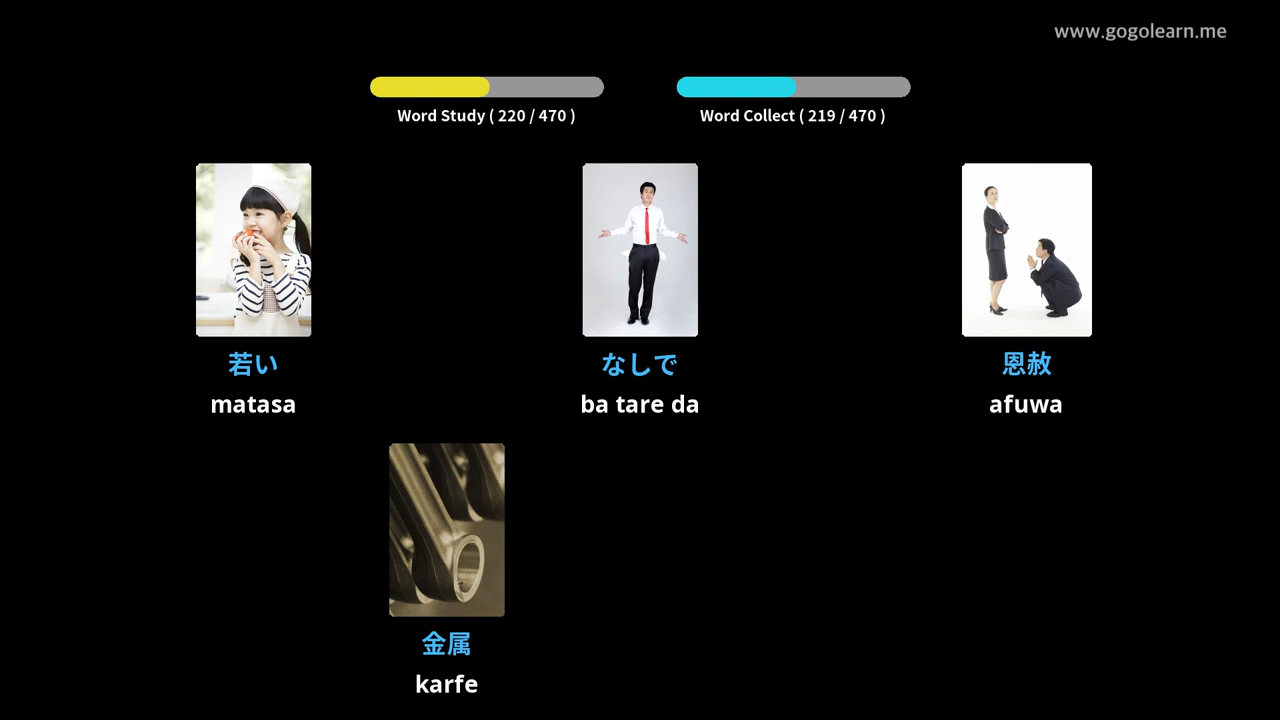 www.gogolearn.me
Word Study ( 220 / 470 )
Word Collect ( 219 / 470 )
若い
なしで
恩赦
matasa
ba tare da
afuwa
金属
karfe